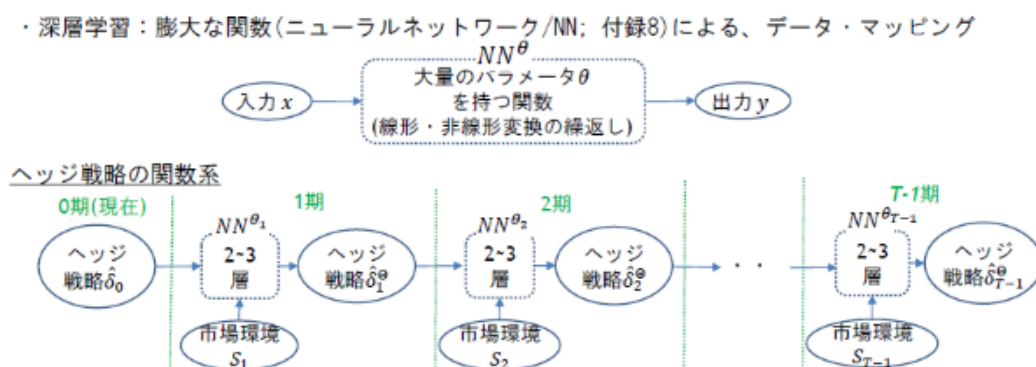 ・深層学習：膨大な関数(ニューラルネットワーク/NN; 付録8)による、データ・マッピング
NN^θ
大量のパラメータθ
を持つ関数
(線形・非線形変換の繰返し)
入力 x
出力 y
ヘッジ戦略の関数系
0期(現在)
1期
2期
T-1期
NN^θ₁
NN^θ₂
NN^θ_{T−1}
ヘッジ
戦略δ̂₀
2~3
層
ヘッジ
戦略δ̂₁^Θ
2~3
層
ヘッジ
戦略δ̂₂^Θ
・・
2~3
層
ヘッジ
戦略δ̂_{T−1}^Θ
市場環境
S₁
市場環境
S₂
市場環境
S_{T−1}